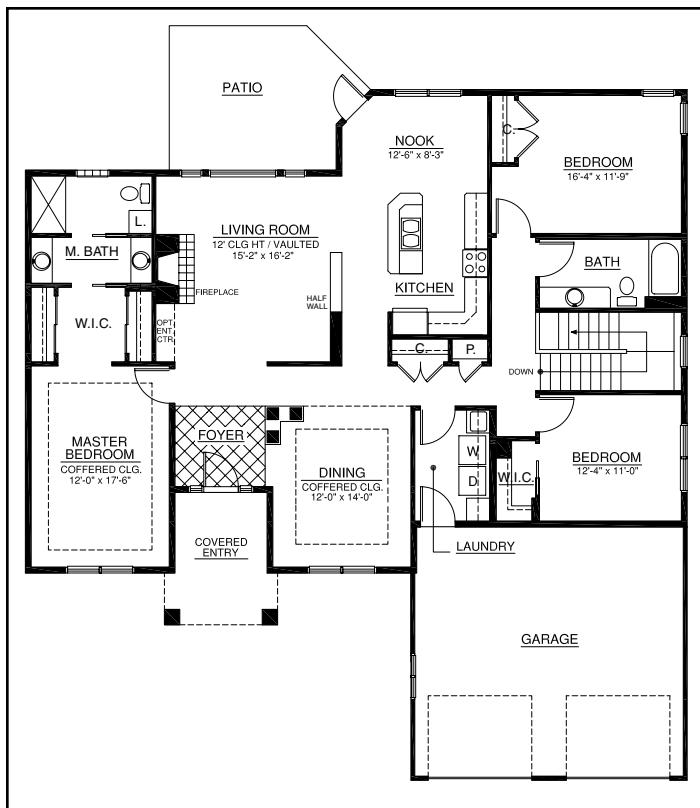 PATIO
NOOK
12'-6" x 8'-3"
C.
BEDROOM
16'-4" x 11'-9"
L.
LIVING ROOM
12' CLG HT / VAULTED
15'-2" x 16'-2"
M. BATH
BATH
FIREPLACE
HALF
WALL
KITCHEN
W.I.C.
OPT.
ENT.
CTR.
C.
P.
DOWN
MASTER
BEDROOM
COFFERED CLG.
12'-0" x 17'-6"
FOYER
DINING
COFFERED CLG.
12'-0" x 14'-0"
W
D
W.I.C.
BEDROOM
12'-4" x 11'-0"
COVERED
ENTRY
LAUNDRY
GARAGE